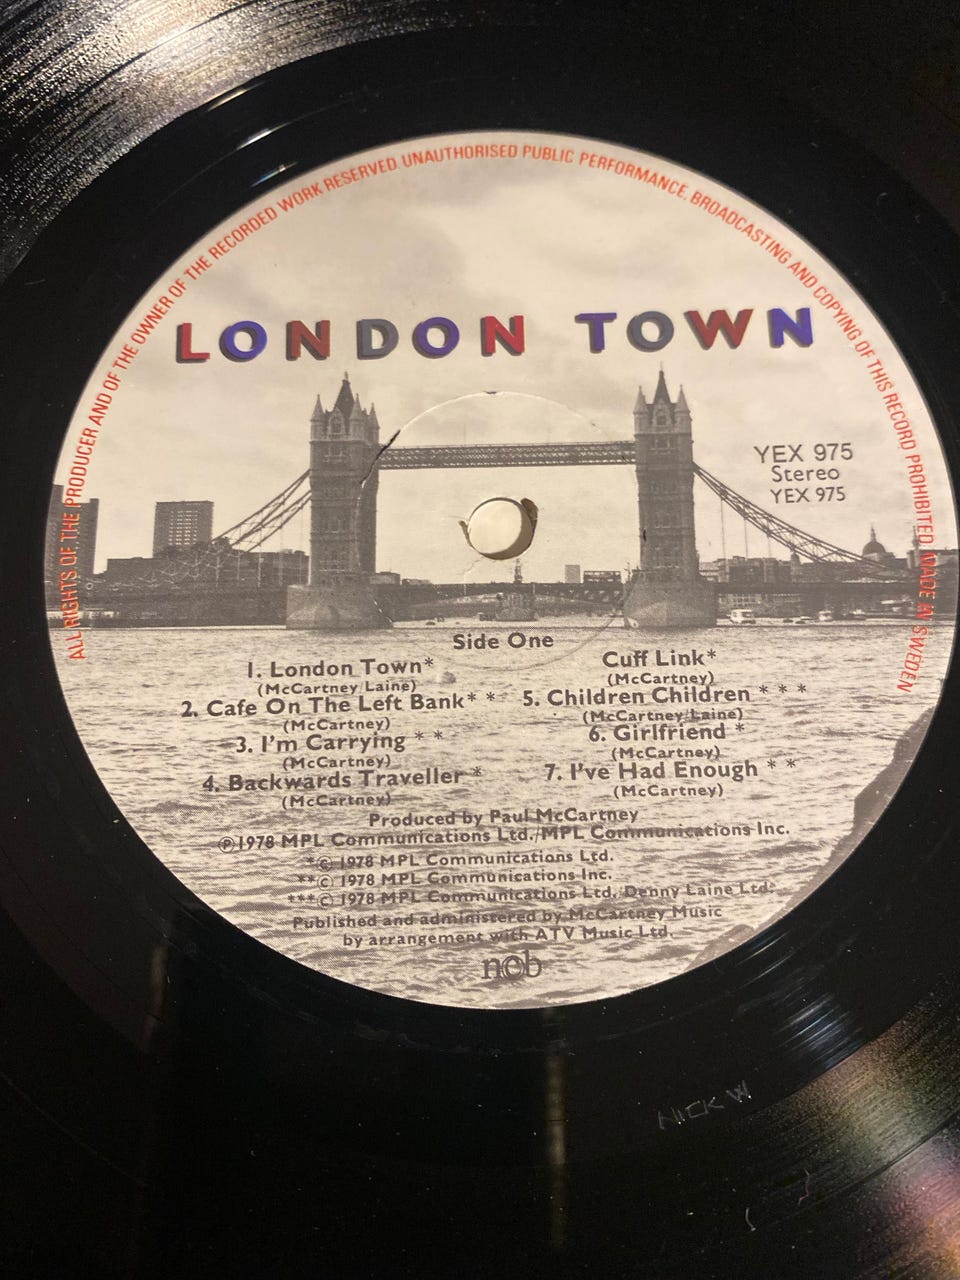 ALL RIGHTS OF THE PRODUCER AND OF THE OWNER OF THE RECORDED WORK RESERVED. UNAUTHORISED PUBLIC PERFORMANCE, BROADCASTING AND COPYING OF THIS RECORD PROHIBITED MADE IN SWEDEN
LONDON TOWN
YEX 975
Stereo
YEX 975
Side One
1. London Town*
(McCartney/Laine)
2. Cafe On The Left Bank* *
(McCartney)
3. I'm Carrying * *
(McCartney)
4. Backwards Traveller *
(McCartney)
Cuff Link*
(McCartney)
5. Children Children * * *
(McCartney/Laine)
6. Girlfriend *
(McCartney)
7. I've Had Enough * *
(McCartney)
Produced by Paul McCartney
℗1978 MPL Communications Ltd./MPL Communications Inc.
*© 1978 MPL Communications Ltd.
**© 1978 MPL Communications Inc.
***© 1978 MPL Communications Ltd./Denny Laine Ltd.
Published and administered by McCartney Music
by arrangement with ATV Music Ltd.
ncb
NICK W